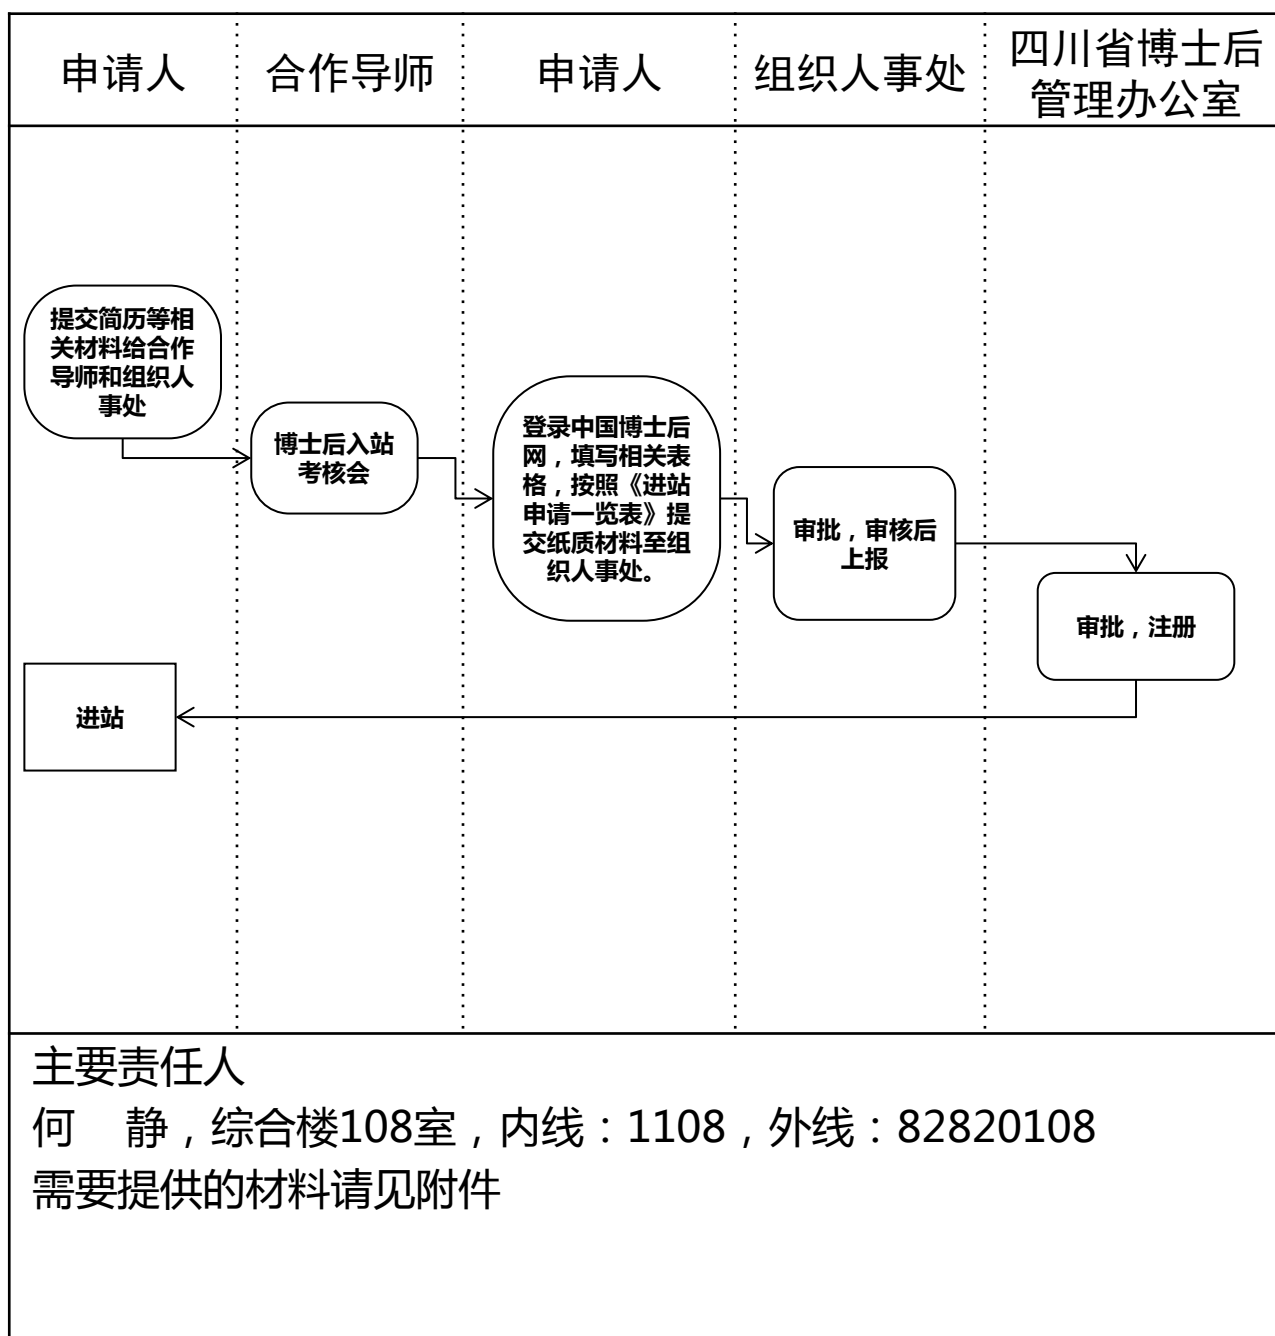 申请人
合作导师
申请人
组织人事处
四川省博士后
管理办公室
提交简历等相
关材料给合作
导师和组织人
事处
博士后入站
考核会
登录中国博士后
网，填写相关表
格，按照《进站
申请一览表》提
交纸质材料至组
织人事处。
审批，审核后
上报
审批，注册
进站
主要责任人
何 静，综合楼108室，内线：1108，外线：82820108
需要提供的材料请见附件